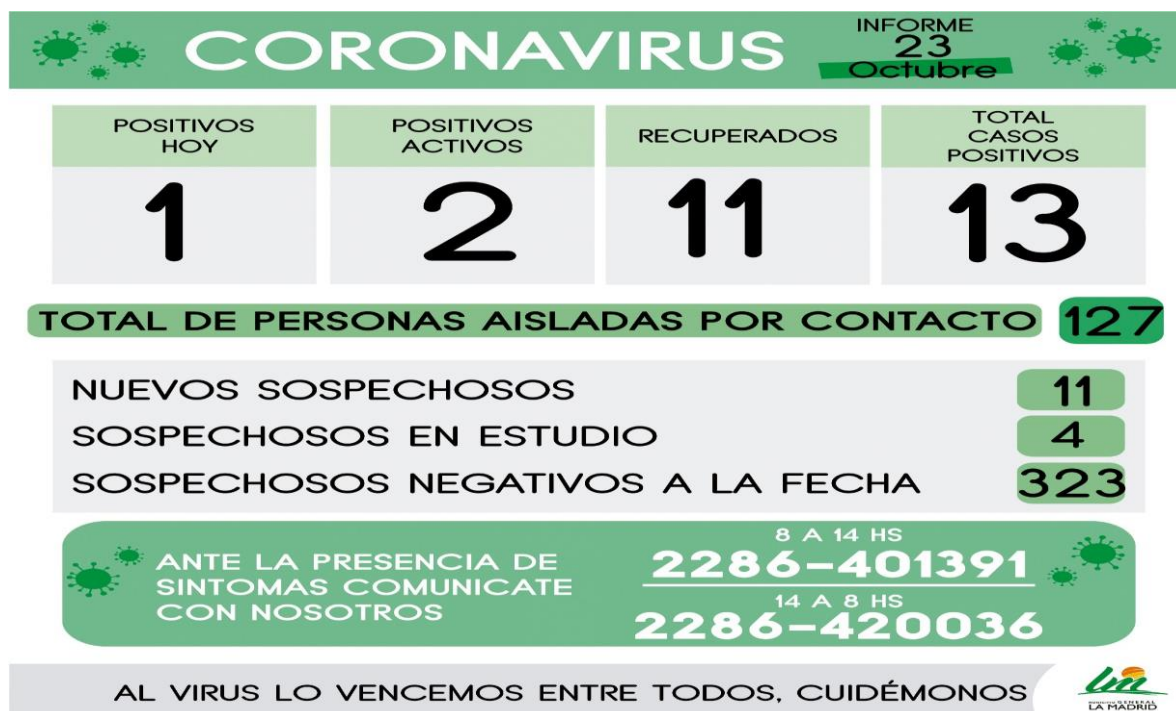 CORONAVIRUS
INFORME
23
Octubre
POSITIVOS
HOY
1
POSITIVOS
ACTIVOS
2
RECUPERADOS
11
TOTAL
CASOS
POSITIVOS
13
TOTAL DE PERSONAS AISLADAS POR CONTACTO 127
NUEVOS SOSPECHOSOS 11
SOSPECHOSOS EN ESTUDIO 4
SOSPECHOSOS NEGATIVOS A LA FECHA 323
ANTE LA PRESENCIA DE
SINTOMAS COMUNICATE
CON NOSOTROS
8 A 14 HS
2286-401391
14 A 8 HS
2286-420036
AL VIRUS LO VENCEMOS ENTRE TODOS, CUIDÉMONOS
lm
GENERAL
LA MADRID